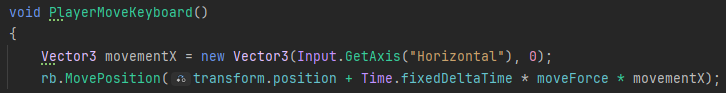 void PlayerMoveKeyboard()
{
Vector3 movementX = new Vector3(Input.GetAxis("Horizontal"), 0);
rb.MovePosition(transform.position + Time.fixedDeltaTime * moveForce * movementX);